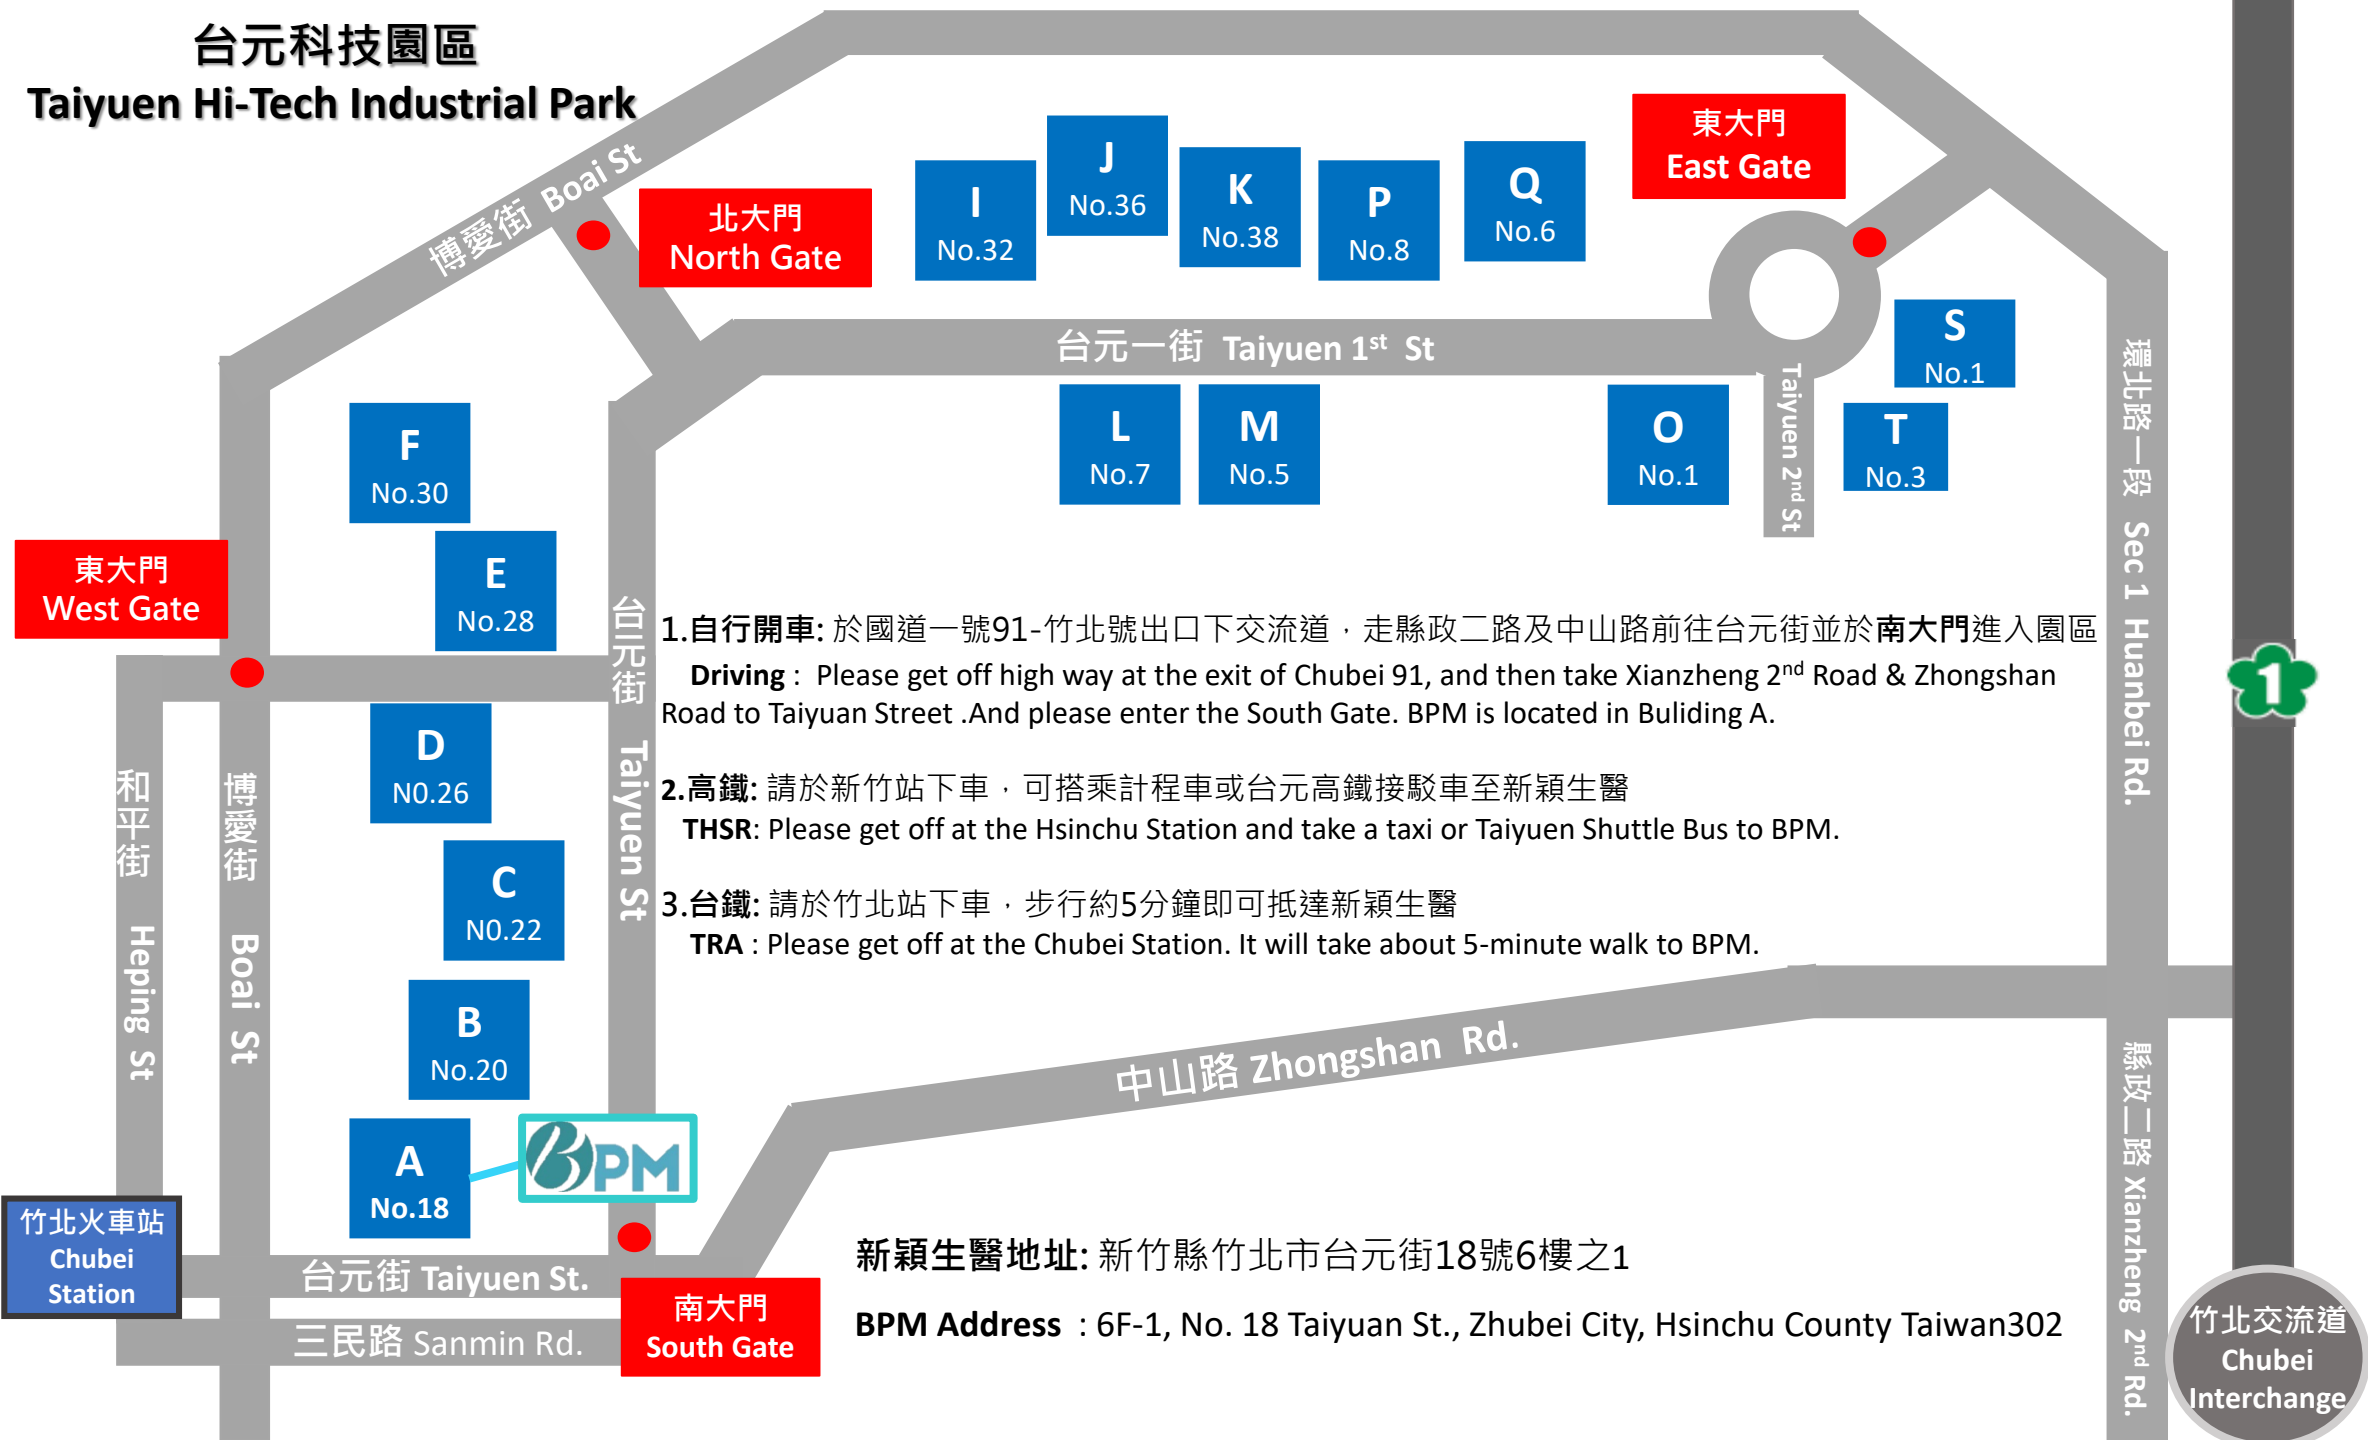 台元科技園區
Taiyuen Hi-Tech Industrial Park
博愛街 Boai St
北大門
North Gate
I
No.32
J
No.36
K
No.38
P
No.8
Q
No.6
東大門
East Gate
台元一街 Taiyuen 1st St
S
No.1
T
No.3
Taiyuen 2nd St
L
No.7
M
No.5
O
No.1
環北路一段 Sec 1 Huanbei Rd.
F
No.30
E
No.28
東大門
West Gate
台元街 Taiyuen St
1.自行開車: 於國道一號91-竹北號出口下交流道，走縣政二路及中山路前往台元街並於南大門進入園區
Driving : Please get off high way at the exit of Chubei 91, and then take Xianzheng 2nd Road & Zhongshan
Road to Taiyuan Street .And please enter the South Gate. BPM is located in Buliding A.
1
D
N0.26
2.高鐵: 請於新竹站下車，可搭乘計程車或台元高鐵接駁車至新穎生醫
THSR: Please get off at the Hsinchu Station and take a taxi or Taiyuen Shuttle Bus to BPM.
和平街 Heping St
博愛街 Boai St
C
N0.22
3.台鐵: 請於竹北站下車，步行約5分鐘即可抵達新穎生醫
TRA : Please get off at the Chubei Station. It will take about 5-minute walk to BPM.
B
No.20
中山路 Zhongshan Rd.
縣政二路 Xianzheng 2nd Rd.
A
No.18
BPM
竹北火車站
Chubei
Station
台元街 Taiyuen St.
三民路 Sanmin Rd.
南大門
South Gate
新穎生醫地址: 新竹縣竹北市台元街18號6樓之1
BPM Address : 6F-1, No. 18 Taiyuan St., Zhubei City, Hsinchu County Taiwan302
竹北交流道
Chubei
Interchange